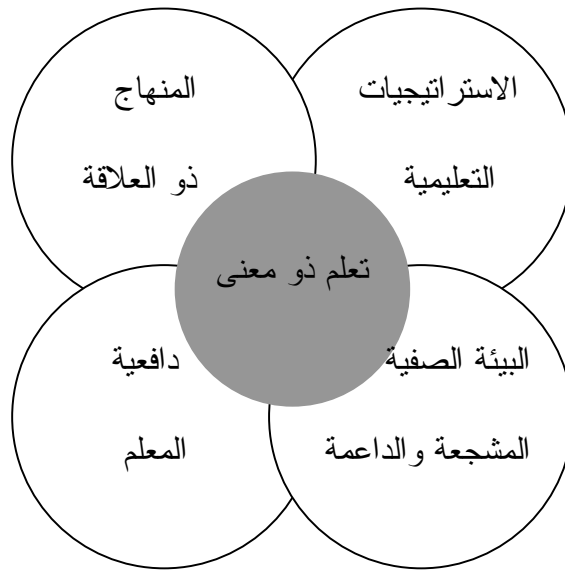 الاستراتيجيات
التعليمية
المنهاج
ذو العلاقة
تعلم ذو معنى
البيئة الصفية
المشجعة والداعمة
دافعية
المعلم